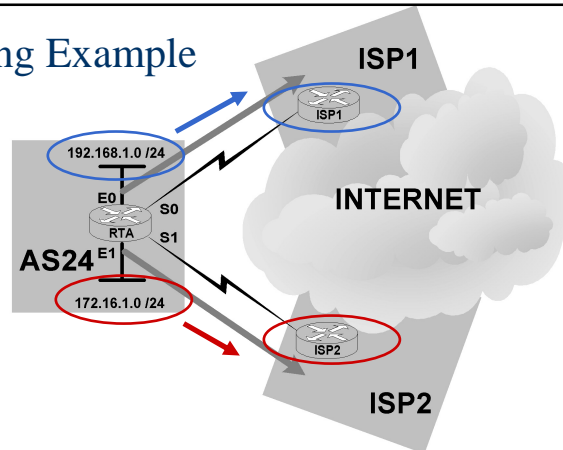 ng Example
ISP1
ISP1
192.168.1.0 /24
E0
S0
INTERNET
RTA
S1
E1
AS24
172.16.1.0 /24
ISP2
ISP2